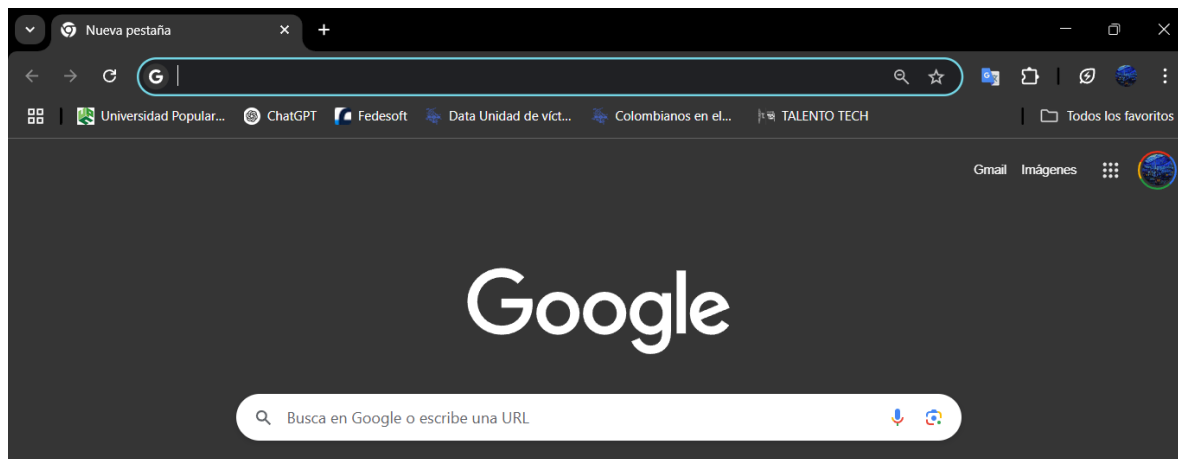 Nueva pestaña
Universidad Popular... ChatGPT Fedesoft Data Unidad de víct... Colombianos en el... TALENTO TECH Todos los favoritos
Gmail Imágenes
Google
Busca en Google o escribe una URL